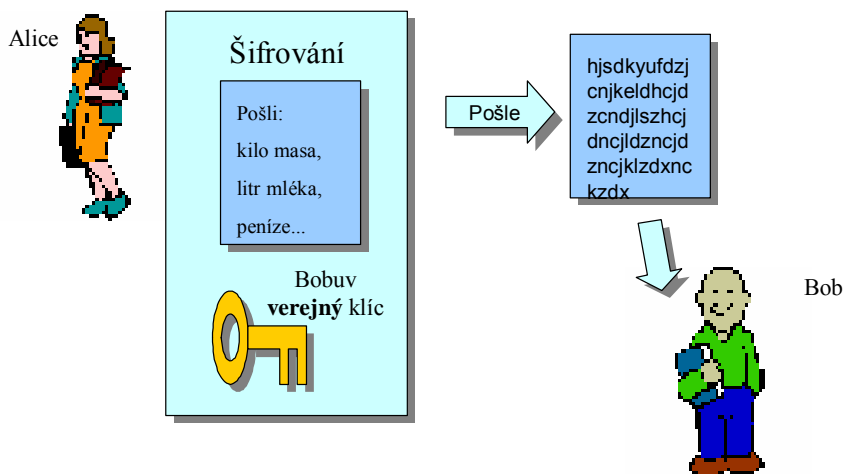 Alice
Šifrování
Pošli:
kilo masa,
litr mléka,
peníze...
Bobuv
verejný klíc
Pošle
hjsdkyufdzj
cnjkeldhcjd
zcndjlszhcj
dncjldzncjd
zncjklzdxnc
kzdx
Bob